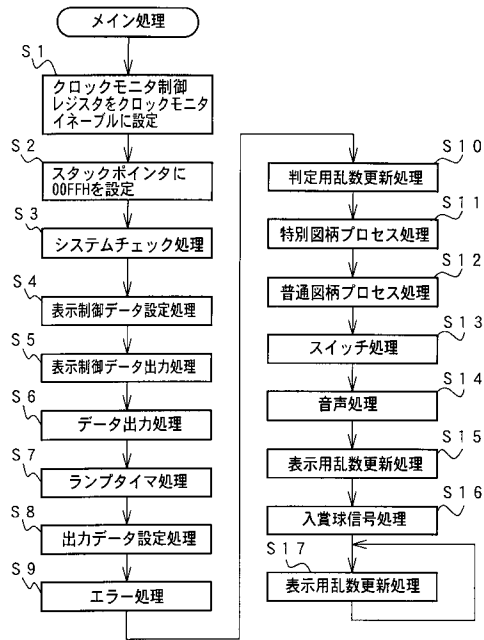 メイン処理
S1
クロックモニタ制御
レジスタをクロックモニタ
イネーブルに設定
S2
スタックポインタに
00FFHを設定
S3
システムチェック処理
S4
表示制御データ設定処理
S5
表示制御データ出力処理
S6
データ出力処理
S7
ランプタイマ処理
S8
出力データ設定処理
S9
エラー処理
S10
判定用乱数更新処理
S11
特別図柄プロセス処理
S12
普通図柄プロセス処理
S13
スイッチ処理
S14
音声処理
S15
表示用乱数更新処理
S16
入賞球信号処理
S17
表示用乱数更新処理